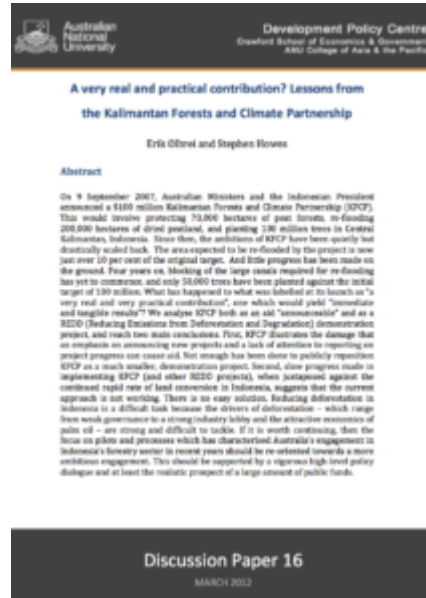 Australian
National
University
Development Policy Centre
Crawford School of Economics & Government
ANU College of Asia & the Pacific
A very real and practical contribution? Lessons from
the Kalimantan Forests and Climate Partnership
Erik Olbrei and Stephen Howes
Abstract
On 9 September 2007, Australian Ministers and the Indonesian President
announced a $100 million Kalimantan Forests and Climate Partnership (KFCP).
This would involve protecting 70,000 hectares of peat forests, re-flooding
200,000 hectares of dried peatland, and planting 100 million trees in Central
Kalimantan, Indonesia. Since then, the ambitions of KFCP have been quietly but
drastically scaled back. The area expected to be re-flooded by the project is now
just over 10 per cent of the original target. And little progress has been made on
the ground. Four years on, blocking of the large canals required for re-flooding
has yet to commence, and only 50,000 trees have been planted against the initial
target of 100 million. What has happened to what was labelled at its launch as "a
very real and very practical contribution", one which would yield "immediate
and tangible results"? We analyse KFCP both as an aid "announceable" and as a
REDD (Reducing Emissions from Deforestation and Degradation) demonstration
project, and reach two main conclusions. First, KFCP illustrates the damage that
an emphasis on announcing new projects and a lack of attention to reporting on
project progress can cause aid. Not enough has been done to publicly reposition
KFCP as a much smaller, demonstration project. Second, slow progress made in
implementing KFCP (and other REDD projects), when juxtaposed against the
continued rapid rate of land conversion in Indonesia, suggests that the current
approach is not working. There is no easy solution. Reducing deforestation in
Indonesia is a difficult task because the drivers of deforestation – which range
from weak governance to a strong industry lobby and the attractive economics of
palm oil – are strong and difficult to tackle. If it is worth continuing, then the
focus on pilots and processes which has characterised Australia's engagement in
Indonesia's forestry sector in recent years should be re-oriented towards a more
ambitious engagement. This should be supported by a vigorous high-level policy
dialogue and at least the realistic prospect of a large amount of public funds.
Discussion Paper 16
MARCH 2012